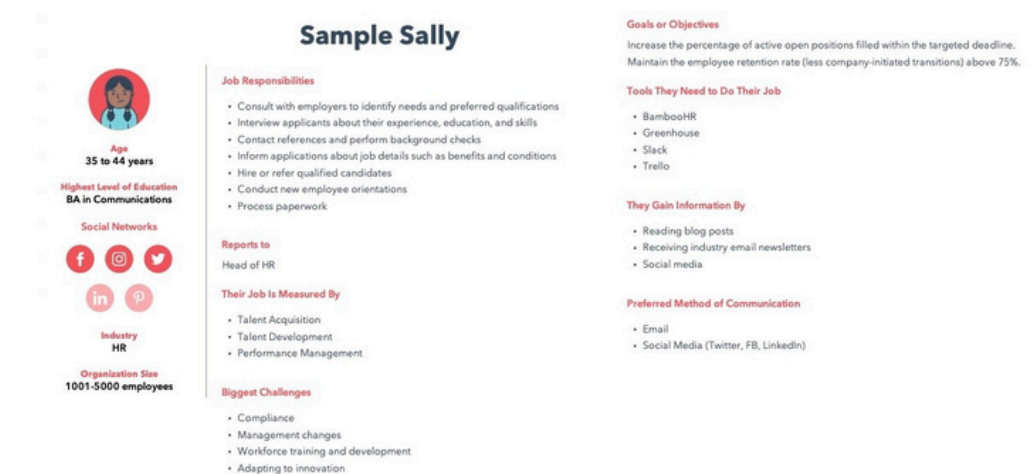 Sample Sally
Age
35 to 44 years
Highest Level of Education
BA in Communications
Social Networks
f
in
Industry
HR
Organization Size
1001-5000 employees
Job Responsibilities
• Consult with employers to identify needs and preferred qualifications
• Interview applicants about their experience, education, and skills
• Contact references and perform background checks
• Inform applications about job details such as benefits and conditions
• Hire or refer qualified candidates
• Conduct new employee orientations
• Process paperwork
Reports to
Head of HR
Their Job Is Measured By
• Talent Acquisition
• Talent Development
• Performance Management
Biggest Challenges
• Compliance
• Management changes
• Workforce training and development
• Adapting to innovation
Goals or Objectives
Increase the percentage of active open positions filled within the targeted deadline.
Maintain the employee retention rate (less company-initiated transitions) above 75%.
Tools They Need to Do Their Job
• BambooHR
• Greenhouse
• Slack
• Trello
They Gain Information By
• Reading blog posts
• Receiving industry email newsletters
• Social media
Preferred Method of Communication
• Email
• Social Media (Twitter, FB, LinkedIn)